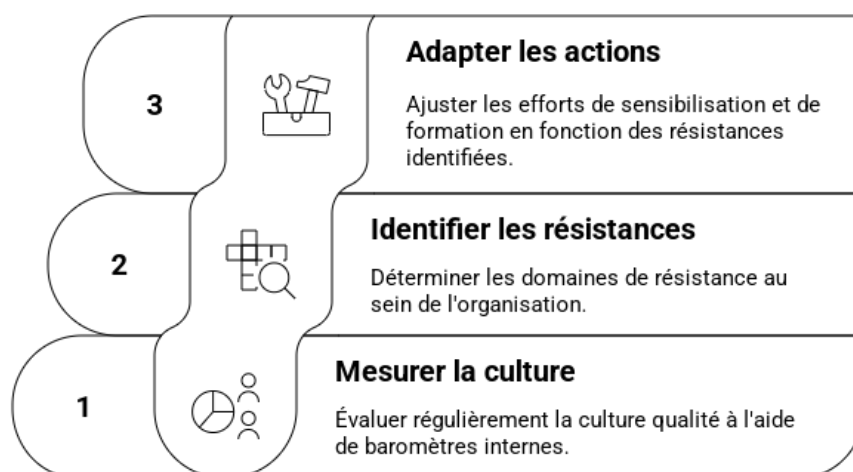 3
Adapter les actions
Ajuster les efforts de sensibilisation et de
formation en fonction des résistances
identifiées.
2
Identifier les résistances
Déterminer les domaines de résistance au
sein de l'organisation.
1
Mesurer la culture
Évaluer régulièrement la culture qualité à l'aide
de baromètres internes.